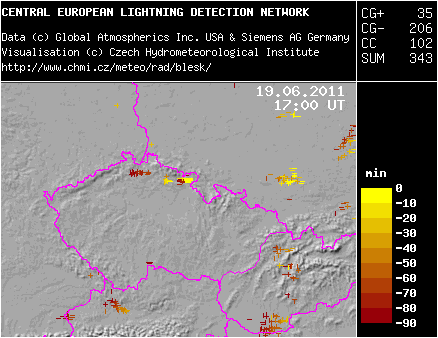 CENTRAL EUROPEAN LIGHTNING DETECTION NETWORK
Data (c) Global Atmospherics Inc. USA & Siemens AG Germany
Visualisation (c) Czech Hydrometeorological Institute
http://www.chmi.cz/meteo/rad/blesk/
CG+ 35
CG- 206
CC 102
SUM 343
19.06.2011
17:00 UT
min
0
-10
-20
-30
-40
-50
-60
-70
-80
-90